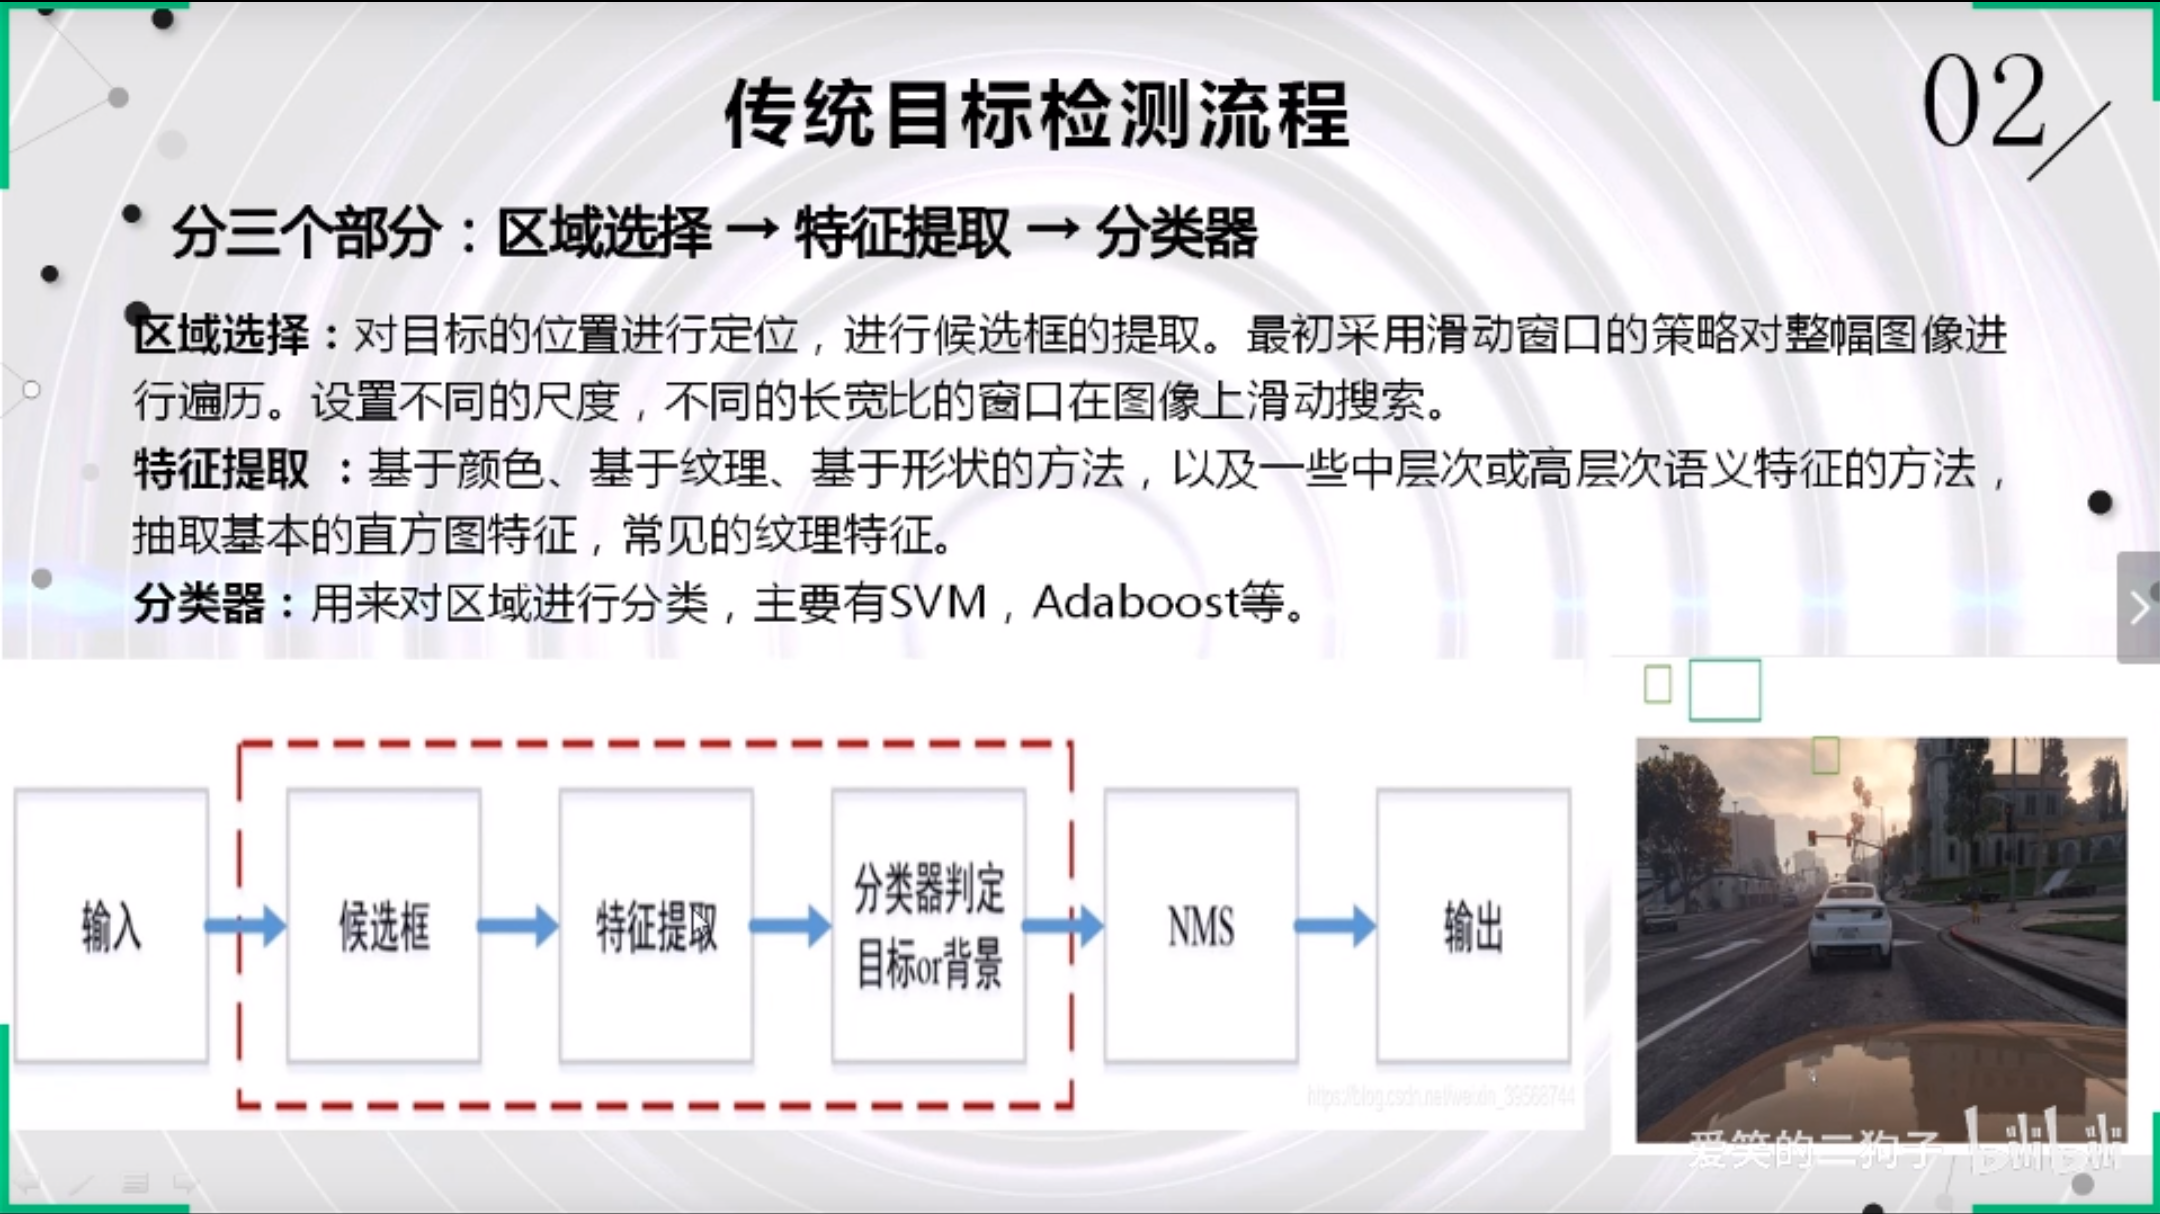 传统目标检测流程
02
分三个部分：区域选择 → 特征提取 → 分类器
区域选择：对目标的位置进行定位，进行候选框的提取。最初采用滑动窗口的策略对整幅图像进
行遍历。设置不同的尺度，不同的长宽比的窗口在图像上滑动搜索。
特征提取 ：基于颜色、基于纹理、基于形状的方法，以及一些中层次或高层次语义特征的方法，
抽取基本的直方图特征，常见的纹理特征。
分类器：用来对区域进行分类，主要有SVM，Adaboost等。
输入
候选框
特征提取
分类器判定
目标or背景
NMS
输出
https://blog.csdn.net/weixin_39568744
爱笑的二狗子 bilibili